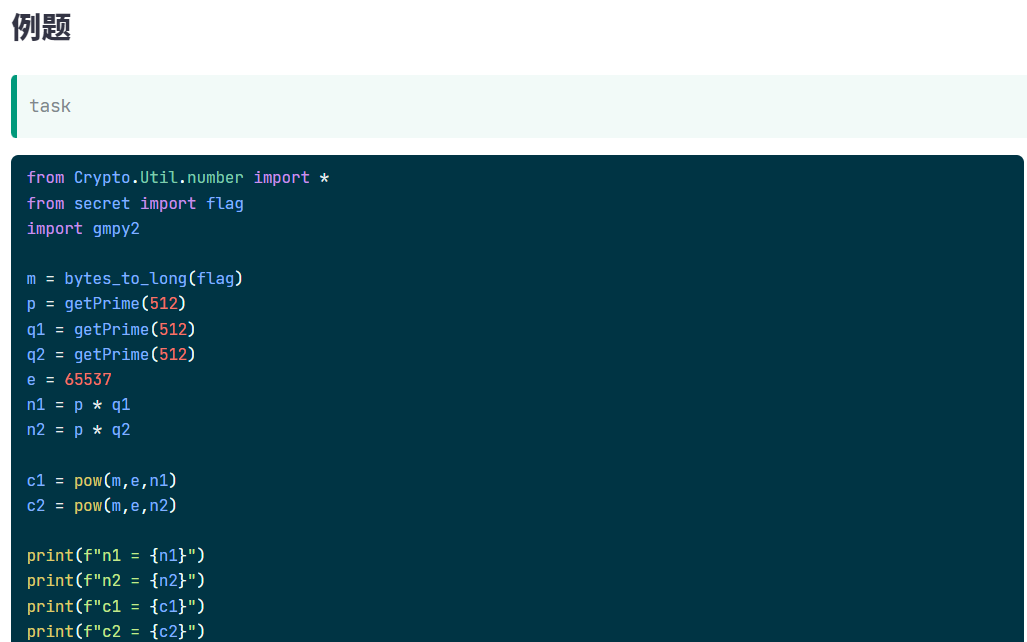 例题
task
from Crypto.Util.number import *
from secret import flag
import gmpy2
m = bytes_to_long(flag)
p = getPrime(512)
q1 = getPrime(512)
q2 = getPrime(512)
e = 65537
n1 = p * q1
n2 = p * q2
c1 = pow(m,e,n1)
c2 = pow(m,e,n2)
print(f"n1 = {n1}")
print(f"n2 = {n2}")
print(f"c1 = {c1}")
print(f"c2 = {c2}")